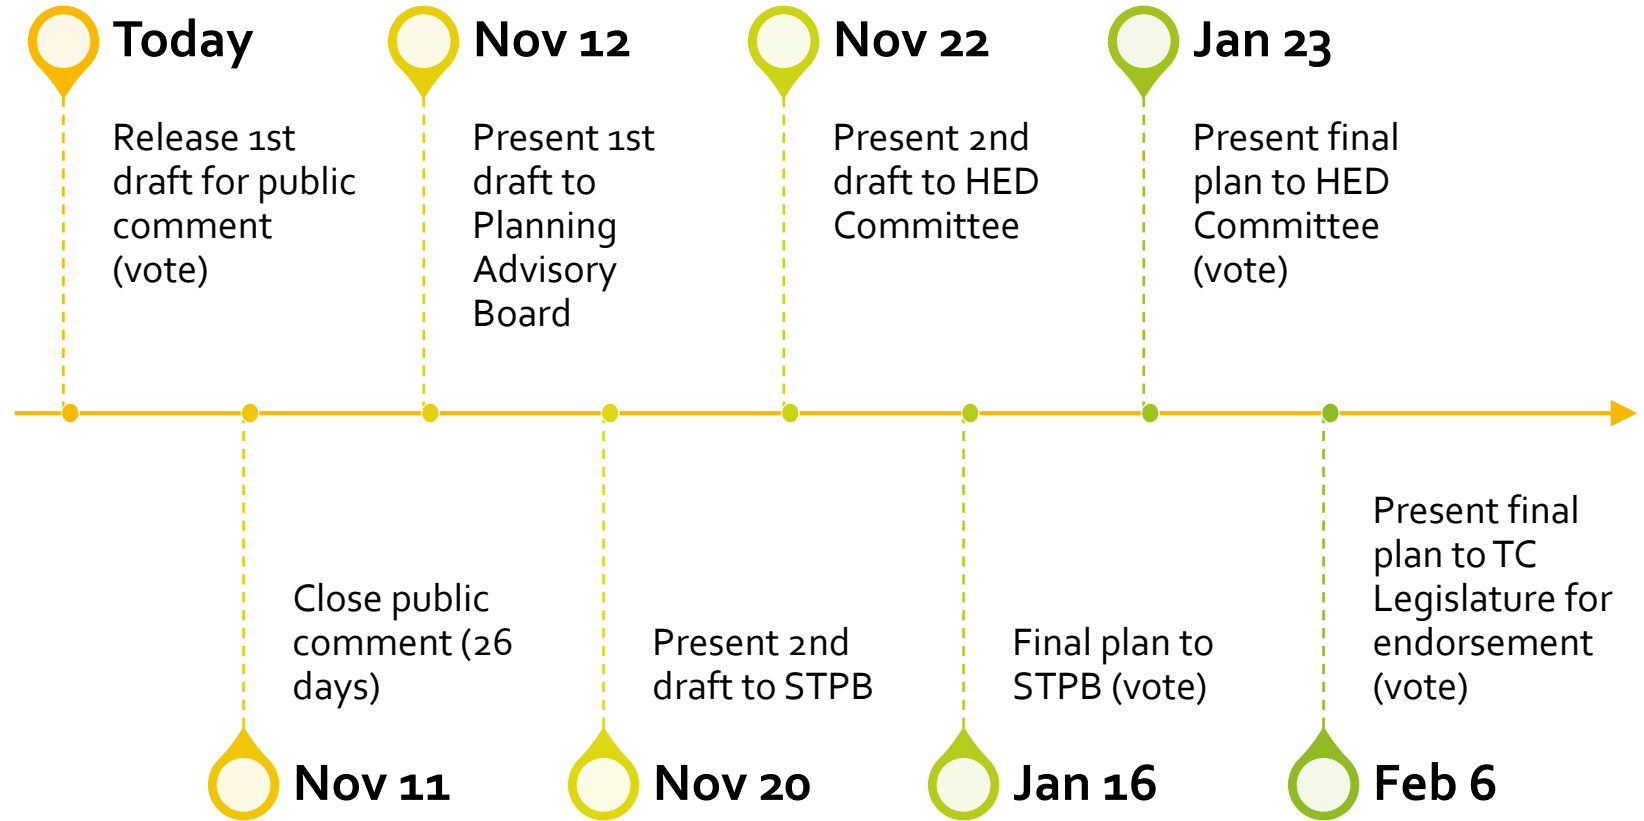 Today
Release 1st
draft for public
comment
(vote)
Nov 11
Close public
comment (26
days)
Nov 12
Present 1st
draft to
Planning
Advisory
Board
Nov 20
Present 2nd
draft to STPB
Nov 22
Present 2nd
draft to HED
Committee
Jan 16
Final plan to
STPB (vote)
Jan 23
Present final
plan to HED
Committee
(vote)
Feb 6
Present final
plan to TC
Legislature for
endorsement
(vote)